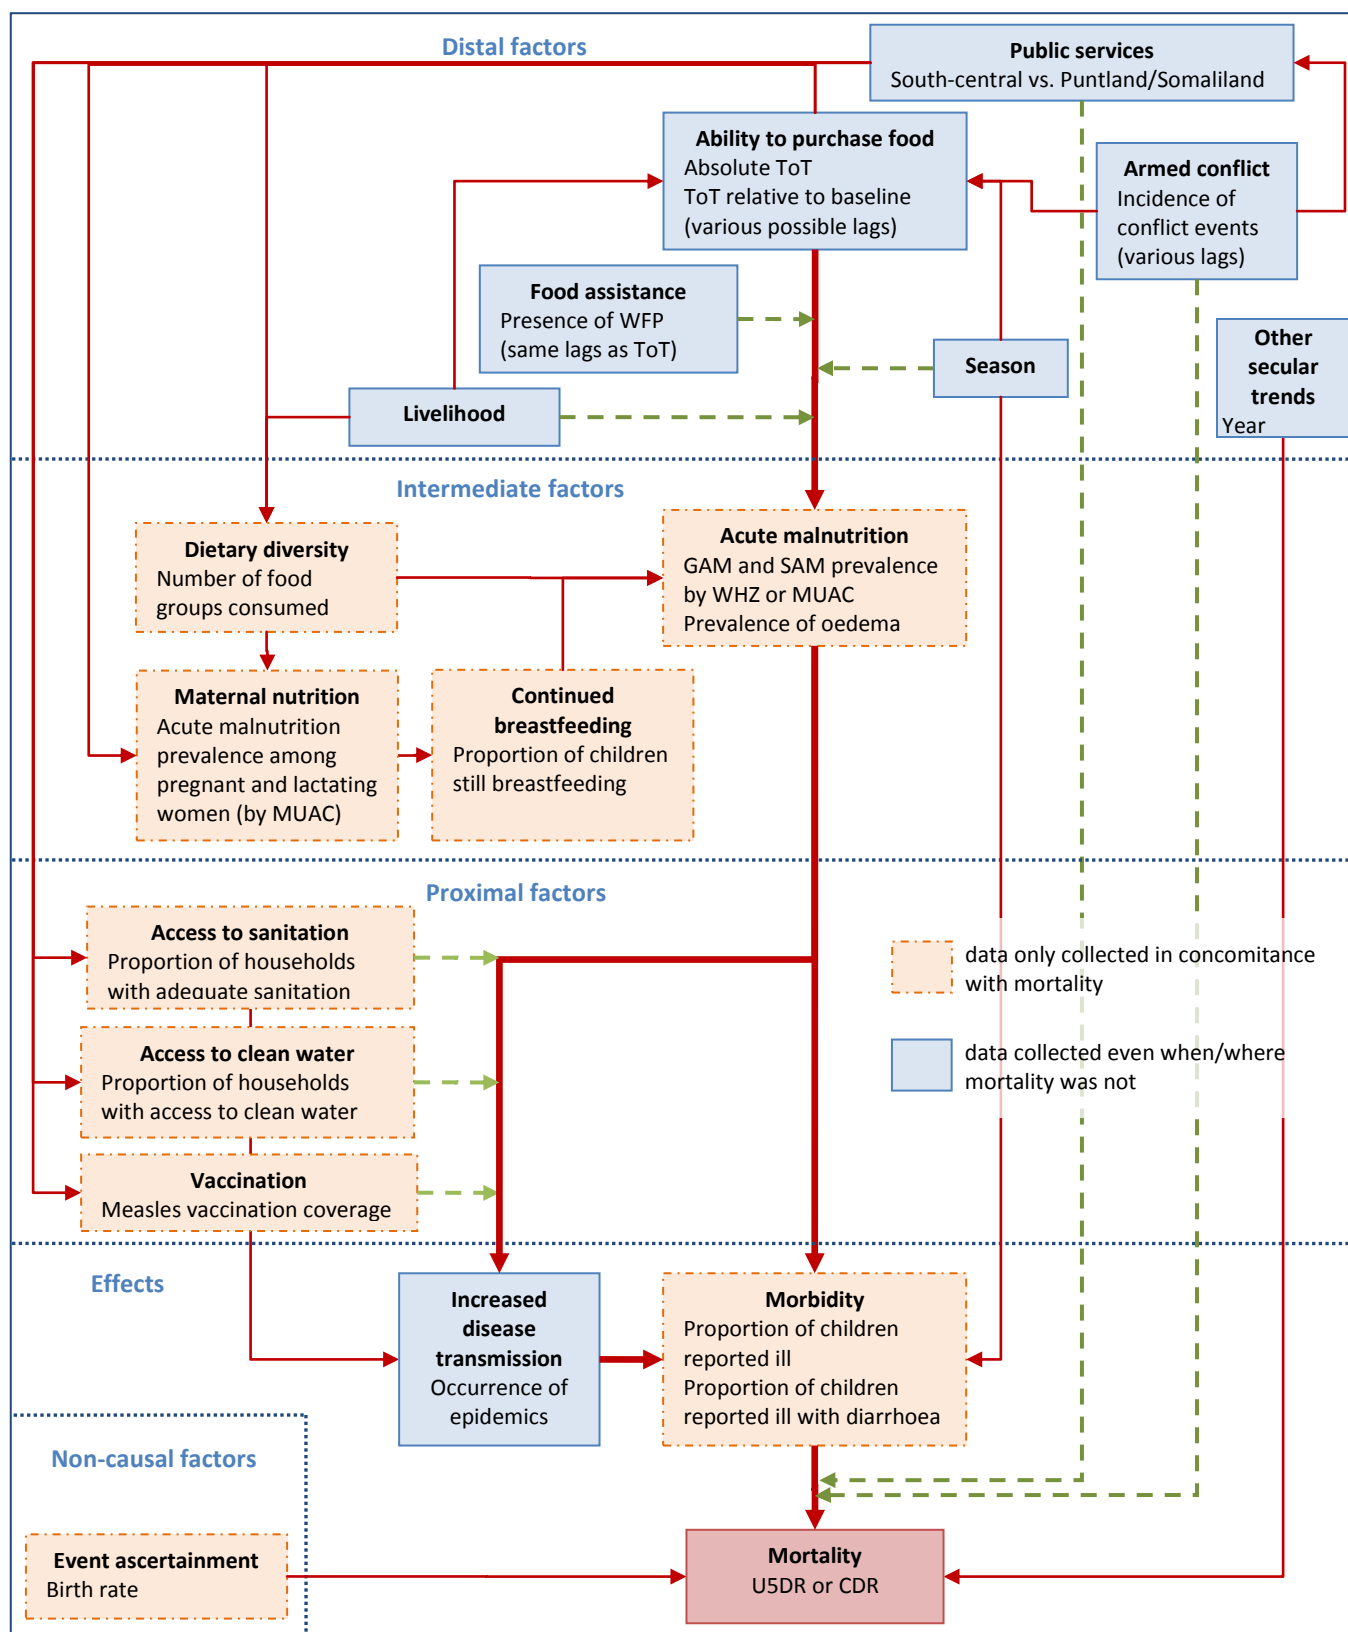 Distal factors
Public services
South-central vs. Puntland/Somaliland
Ability to purchase food
Absolute ToT
ToT relative to baseline
(various possible lags)
Armed conflict
Incidence of
conflict events
(various lags)
Food assistance
Presence of WFP
(same lags as ToT)
Season
Other
secular
trends
Year
Livelihood
Intermediate factors
Dietary diversity
Number of food
groups consumed
Acute malnutrition
GAM and SAM prevalence
by WHZ or MUAC
Prevalence of oedema
Maternal nutrition
Acute malnutrition
prevalence among
pregnant and lactating
women (by MUAC)
Continued
breastfeeding
Proportion of children
still breastfeeding
Proximal factors
Access to sanitation
Proportion of households
with adequate sanitation
data only collected in concomitance
with mortality
Access to clean water
Proportion of households
with access to clean water
data collected even when/where
mortality was not
Vaccination
Measles vaccination coverage
Effects
Increased
disease
transmission
Occurrence of
epidemics
Morbidity
Proportion of children
reported ill
Proportion of children
reported ill with diarrhoea
Non-causal factors
Event ascertainment
Birth rate
Mortality
U5DR or CDR